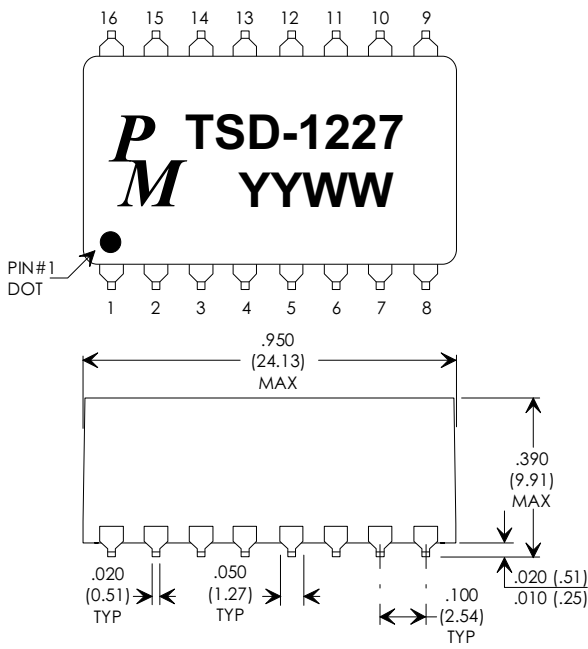 16 15 14 13 12 11 10 9
P TSD-1227
M YYWW
PIN#1
DOT
1 2 3 4 5 6 7 8
.950
(24.13)
MAX
.390
(9.91)
MAX
.020
(0.51)
TYP
.050
(1.27)
TYP
.100
(2.54)
TYP
.020 (.51)
.010 (.25)